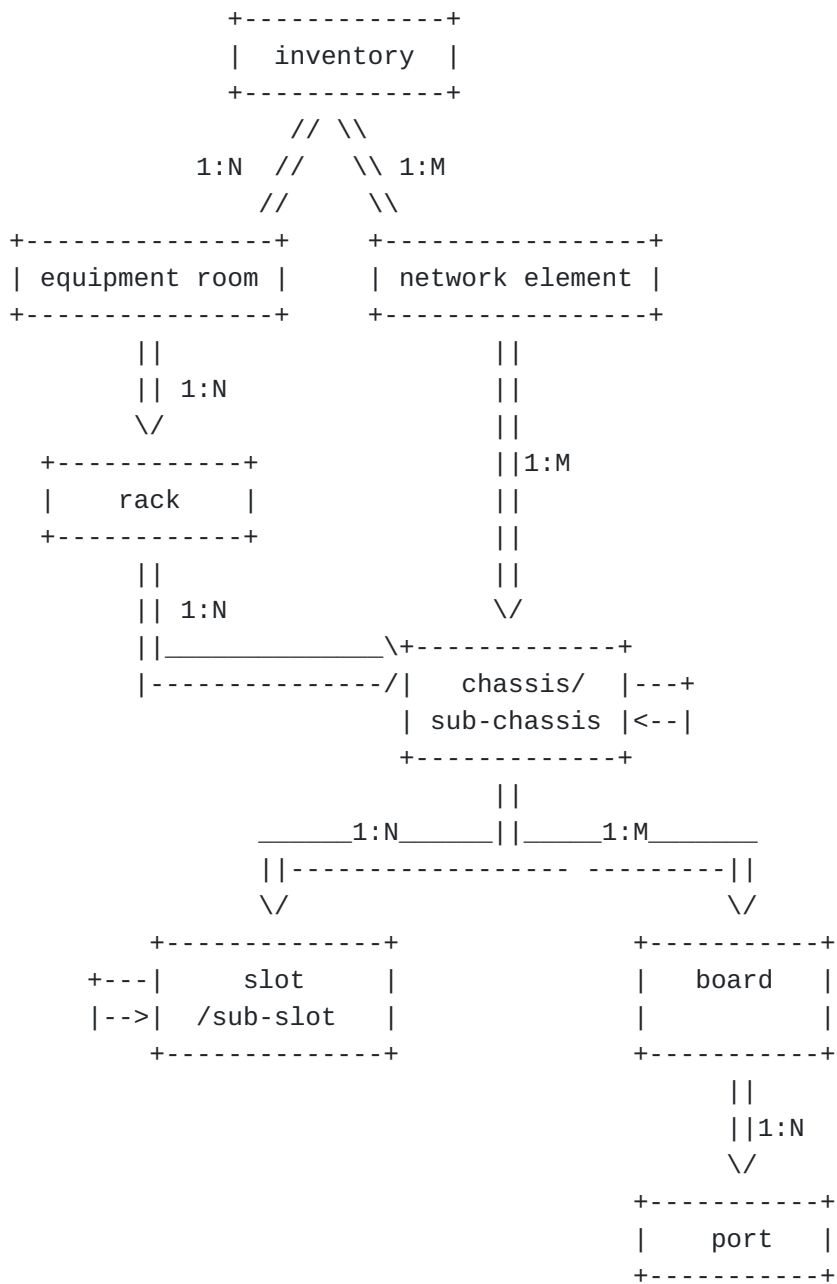 inventory
1:N 1:M
equipment room network element
1:N
1:M
rack
1:N
chassis/
sub-chassis
1:N 1:M
slot board
/sub-slot
1:N
port